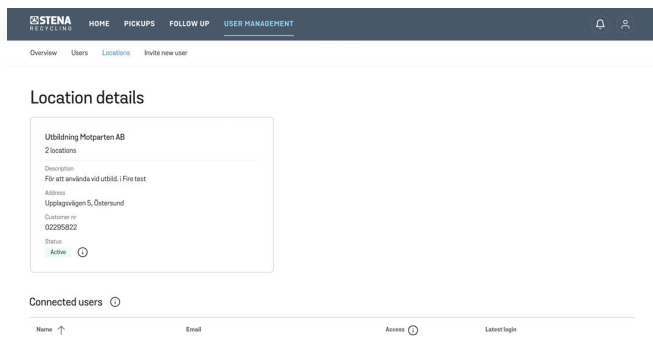 STENA
RECYCLING
HOME PICKUPS FOLLOW UP USER MANAGEMENT
Overview Users Locations Invite new user
Location details
Utbildning Motparten AB
2 locations
Description
För att använda vid utbild. i Fire test
Address
Upplagsvägen 5, Östersund
Customer nr
02295822
Status
Active
Connected users
Name Email Access Latest login